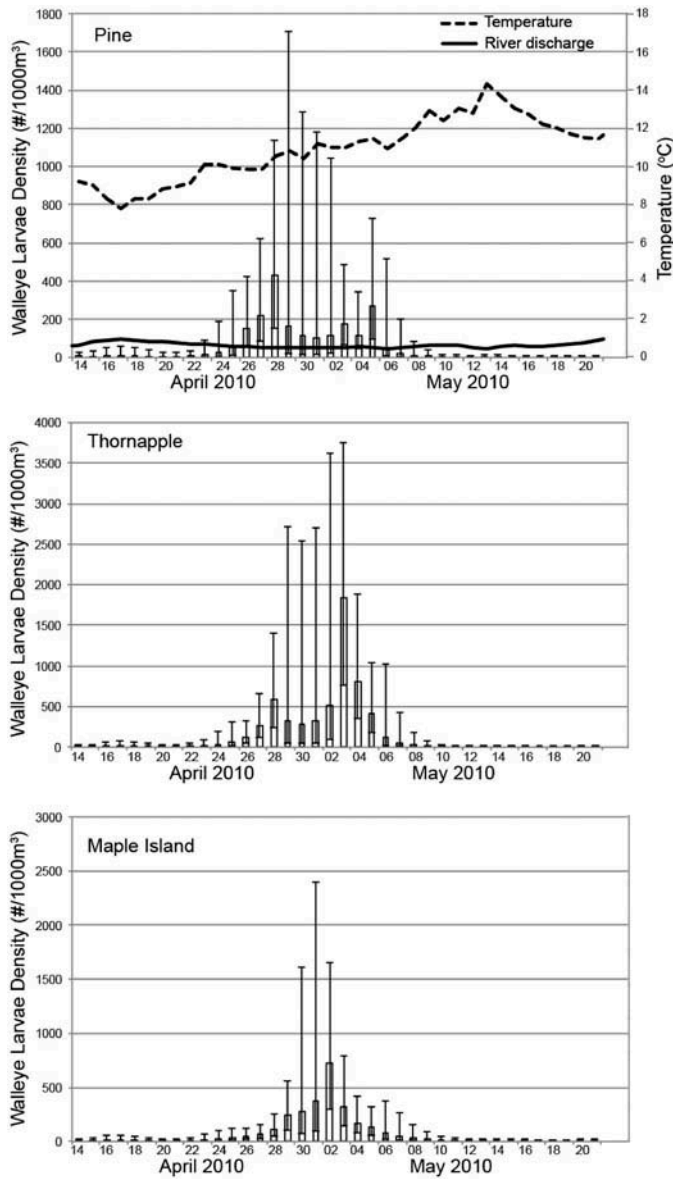 1800
1600
1400
1200
1000
800
600
400
200
0
Walleye Larvae Density (#/1000m³)
Pine
Temperature
River discharge
18
16
14
12
10
8
6
4
2
0
Temperature (ºC)
14 16 18 20 22 24 26 28 30 02 04 06 08 10 12 14 16 18 20
April 2010 May 2010
4000
3500
3000
2500
2000
1500
1000
500
0
Walleye Larvae Density (#/1000m³)
Thornapple
14 16 18 20 22 24 26 28 30 02 04 06 08 10 12 14 16 18 20
April 2010 May 2010
3000
2500
2000
1500
1000
500
0
Walleye Larvae Density (#/1000m³)
Maple Island
14 16 18 20 22 24 26 28 30 02 04 06 08 10 12 14 16 18 20
April 2010 May 2010